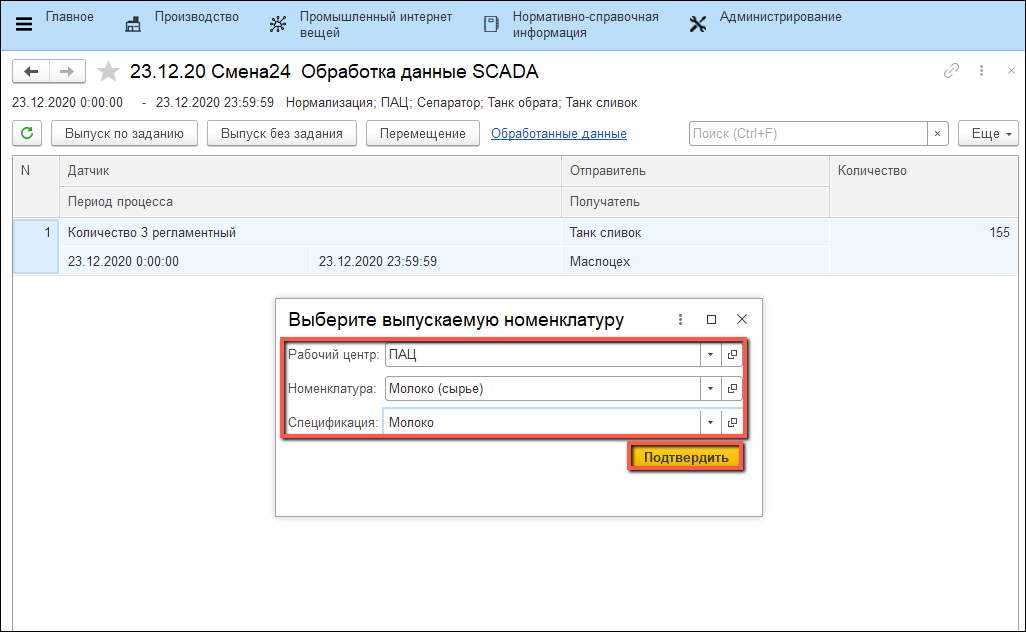 Главное
Производство
Промышленный интернет
вещей
Нормативно-справочная
информация
Администрирование
23.12.20 Смена24 Обработка данные SCADA
23.12.2020 0:00:00 - 23.12.2020 23:59:59 Нормализация; ПАЦ; Сепаратор; Танк обрата; Танк сливок
Выпуск по заданию Выпуск без задания Перемещение Обработанные данные Поиск (Ctrl+F) × Еще
N Датчик Отправитель Количество
Период процесса Получатель
1 Количество 3 регламентный Танк сливок 155
23.12.2020 0:00:00 23.12.2020 23:59:59 Маслоцех
Выберите выпускаемую номенклатуру
Рабочий центр: ПАЦ
Номенклатура: Молоко (сырье)
Спецификация: Молоко
Подтвердить